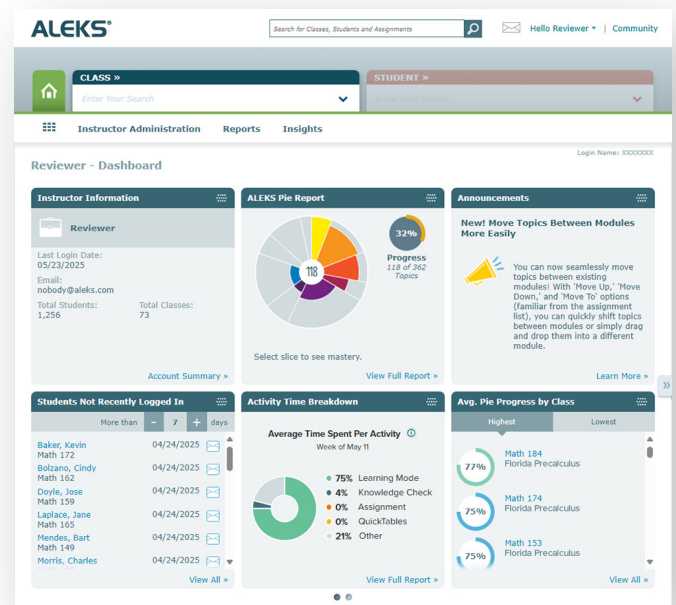 ALEKS®
Search for Classes, Students and Assignments
Hello Reviewer | Community
CLASS »
Enter Your Search
STUDENT »
Enter Your Search
Instructor Administration Reports Insights
Login Name: XXXXXXX
Reviewer - Dashboard
Instructor Information
Reviewer
Last Login Date:
05/23/2025
Email:
nobody@aleks.com
Total Students: Total Classes:
1,256 73
Account Summary »
ALEKS Pie Report
118
32%
Progress
118 of 362
Topics
Select slice to see mastery.
View Full Report »
Announcements
New! Move Topics Between Modules
More Easily
You can now seamlessly move
topics between existing
modules! With 'Move Up,' 'Move
Down,' and 'Move To' options
(familiar from the assignment
list), you can quickly shift topics
between modules or simply drag
and drop them into a different
module.
Learn More »
»
Students Not Recently Logged In
More than - 7 + days
Baker, Kevin 04/24/2025
Math 172
Bolzano, Cindy 04/24/2025
Math 162
Doyle, Jose 04/24/2025
Math 159
Laplace, Jane 04/24/2025
Math 165
Mendes, Bart 04/24/2025
Math 149
Morris, Charles 04/24/2025
View All »
Activity Time Breakdown
Average Time Spent Per Activity
Week of May 11
75% Learning Mode
4% Knowledge Check
0% Assignment
0% QuickTables
21% Other
View Full Report »
Avg. Pie Progress by Class
Highest Lowest
77%
Math 184
Florida Precalculus
75%
Math 174
Florida Precalculus
75%
Math 153
Florida Precalculus
View All »